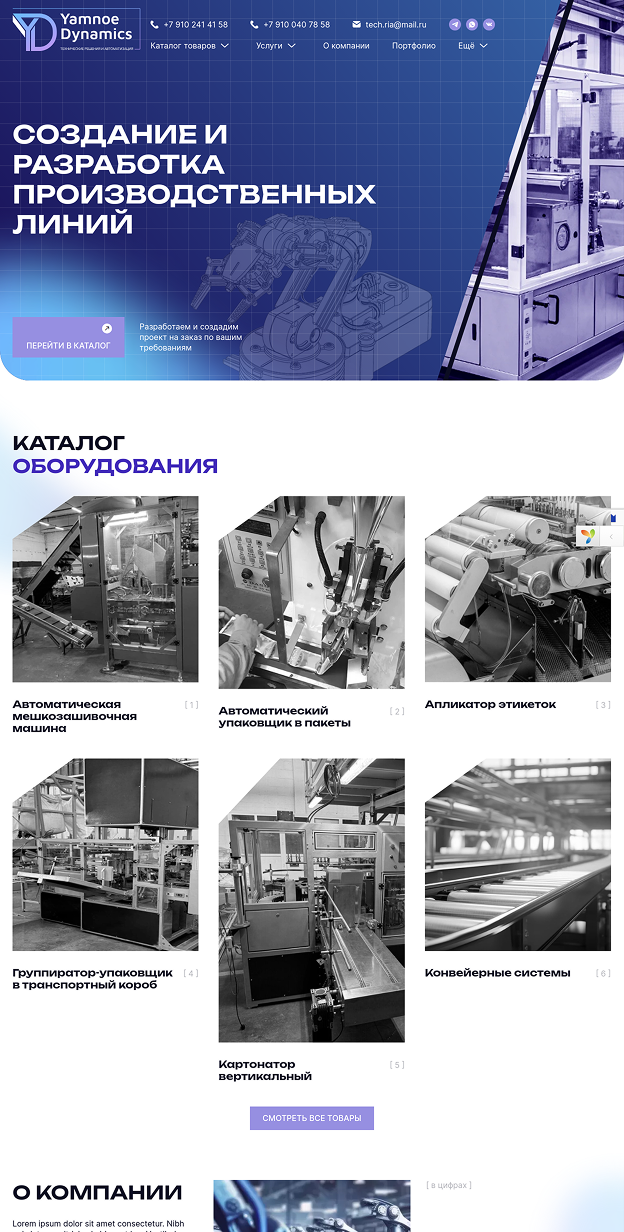 Yamnoe
Dynamics
ТЕХНИЧЕСКИЕ РЕШЕНИЯ И АВТОМАТИЗАЦИЯ
+7 910 241 41 58
+7 910 040 78 58
tech.ria@mail.ru
Каталог товаров
Услуги
О компании
Портфолио
Ещё
СОЗДАНИЕ И
РАЗРАБОТКА
ПРОИЗВОДСТВЕННЫХ
ЛИНИЙ
ПЕРЕЙТИ В КАТАЛОГ
Разработаем и создадим
проект на заказ по вашим
требованиям
КАТАЛОГ
ОБОРУДОВАНИЯ
Автоматическая
мешкозашивочная
машина
[ 1 ]
Автоматический
упаковщик в пакеты
[ 2 ]
Апликатор этикеток
[ 3 ]
Группиратор-упаковщик
в транспортный короб
[ 4 ]
Картонатор
вертикальный
[ 5 ]
Конвейерные системы
[ 6 ]
СМОТРЕТЬ ВСЕ ТОВАРЫ
О КОМПАНИИ
[ в цифрах ]
Lorem ipsum dolor sit amet consectetur. Nibh